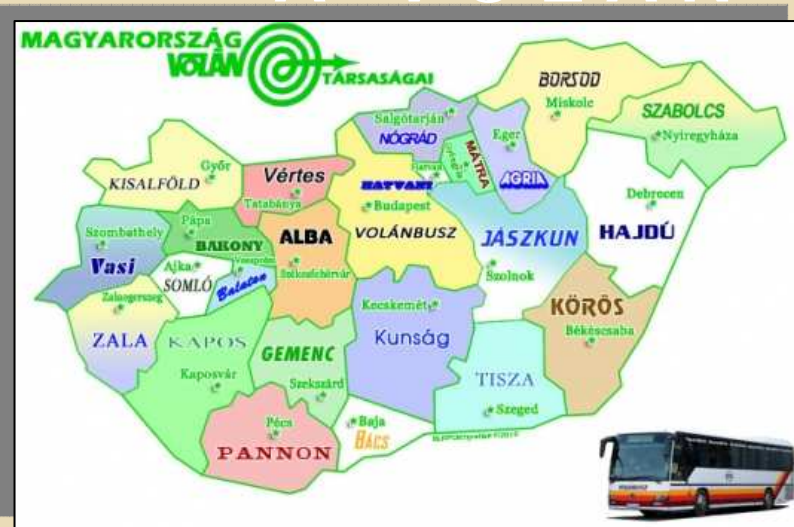 MAGYARORSZÁG
VOLÁN
TÁRSASÁGAI
BORSOD
Miskolc
SZABOLCS
Nyíregyháza
Salgótarján
NÓGRÁD
Eger
MÁTRA
AGRIA
HATVANI
Győr
KISALFÖLD
Vértes
Tatabánya
Budapest
VOLÁNBUSZ
Debrecen
HAJDÚ
JÁSZKUN
Szolnok
Pápa
BAKONY
Szombathely
Vasi
ALBA
Székesfehérvár
Ajka
SOMLÓ
Balaton
Zalaegerszeg
ZALA
KAPOS
Kaposvár
GEMENC
Szekszárd
Kecskemét
Kunság
KÖRÖS
Békéscsaba
TISZA
Szeged
Pécs
PANNON
Baja
BÁCS